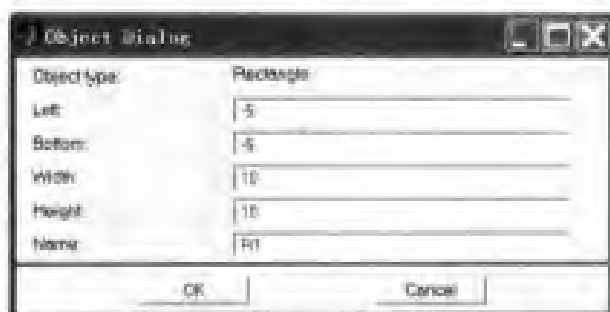 Object Dialog
Object type: Rectangle
Left: -5
Bottom: -5
Width: 10
Height: 10
Name: R1
OK Cancel